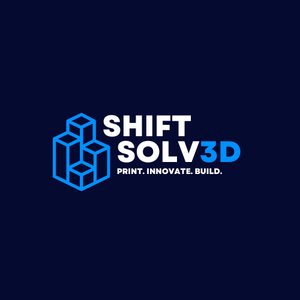 SHIFT
SOLV3D
PRINT. INNOVATE. BUILD.